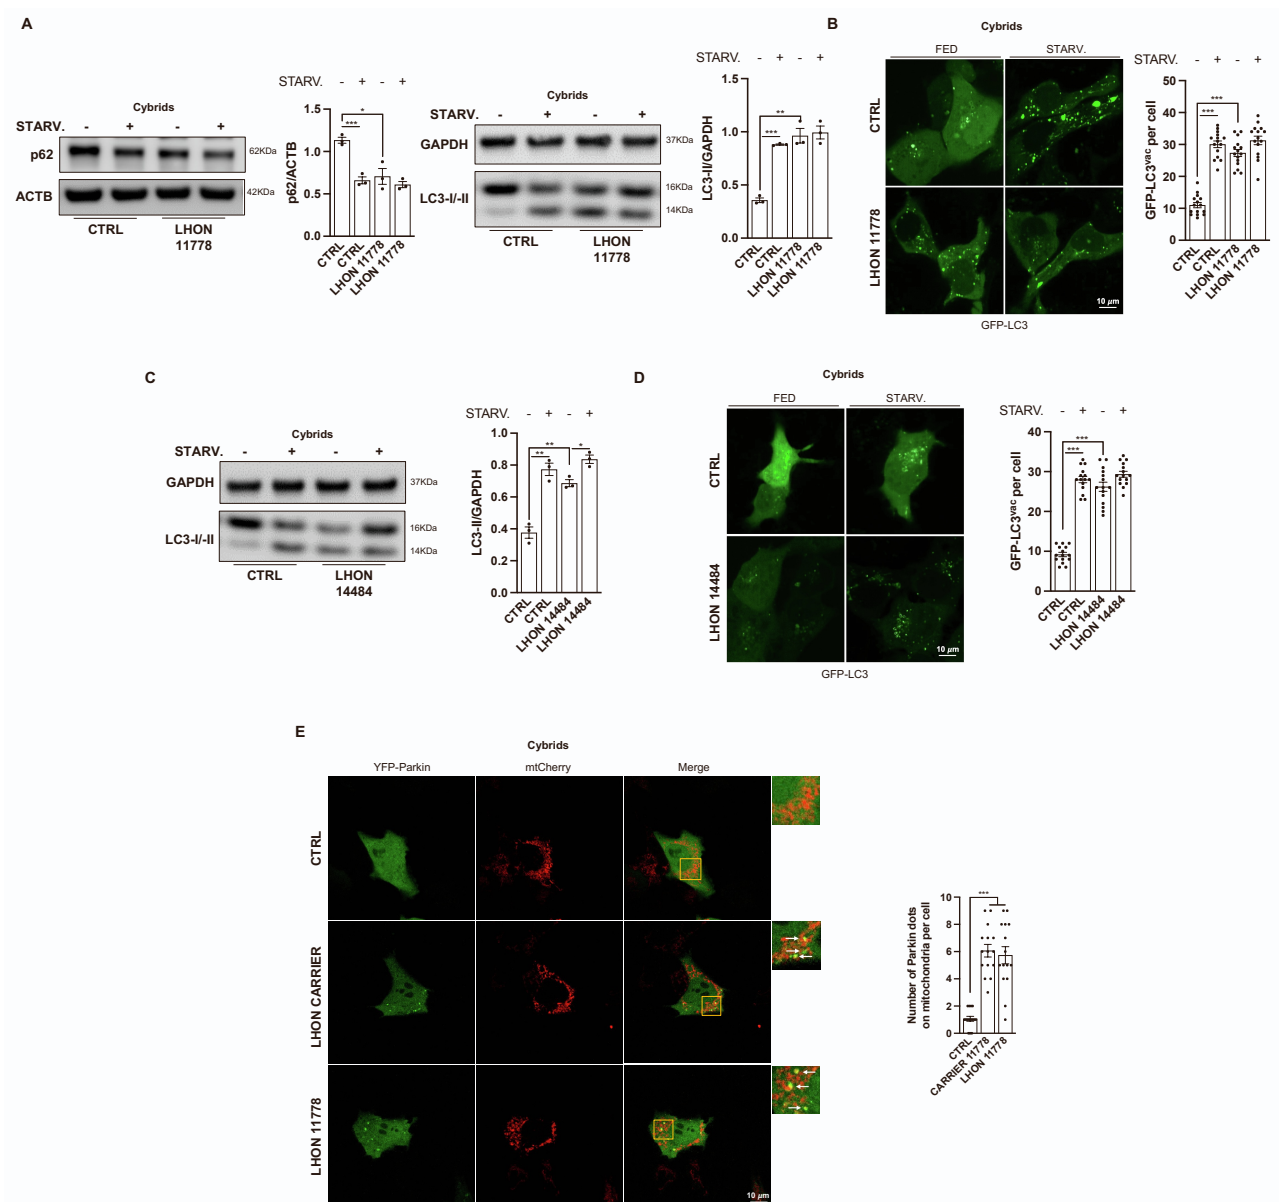 A
Cybrids
STARV. - + - +
p62 62KDa
ACTB 42KDa
CTRL LHON
11778
STARV. - + - +
p62/ACTB
1.5
1.0
0.5
0.0
***
*
CTRL CTRL LHON 11778 LHON 11778
Cybrids
STARV. - + - +
GAPDH 37KDa
LC3-I/-II 16KDa
14KDa
CTRL LHON
11778
STARV. - + - +
LC3-II/GAPDH
1.5
1.0
0.5
0.0
**
***
CTRL CTRL LHON 11778 LHON 11778
B
Cybrids
FED STARV.
CTRL
LHON 11778
10 µm
GFP-LC3
STARV. - + - +
GFP-LC3vac per cell
50
40
30
20
10
0
***
***
CTRL CTRL LHON 11778 LHON 11778
C
Cybrids
STARV. - + - +
GAPDH 37KDa
LC3-I/-II 16KDa
14KDa
CTRL LHON
14484
STARV. - + - +
LC3-II/GAPDH
1.0
0.8
0.6
0.4
0.2
0.0
** *
**
CTRL CTRL LHON 14484 LHON 14484
D
Cybrids
FED STARV.
CTRL
LHON 14484
10 µm
GFP-LC3
STARV. - + - +
GFP-LC3vac per cell
40
30
20
10
0
***
***
CTRL CTRL LHON 14484 LHON 14484
E
Cybrids
YFP-Parkin mtCherry Merge
CTRL
LHON CARRIER
LHON 11778
10 µm
Number of Parkin dots
on mitochondria per cell
10
8
6
4
2
0
***
CTRL CARRIER 11778 LHON 11778